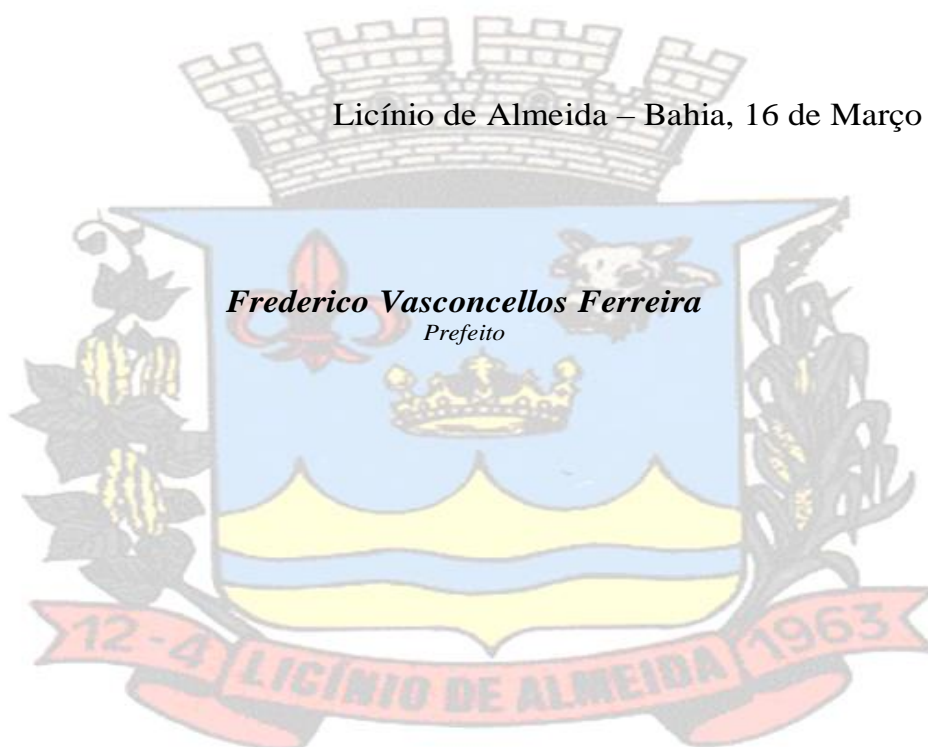 Licínio de Almeida – Bahia, 16 de Março
Frederico Vasconcellos Ferreira
Prefeito
12-4
LICÍNIO DE ALMEIDA
1963